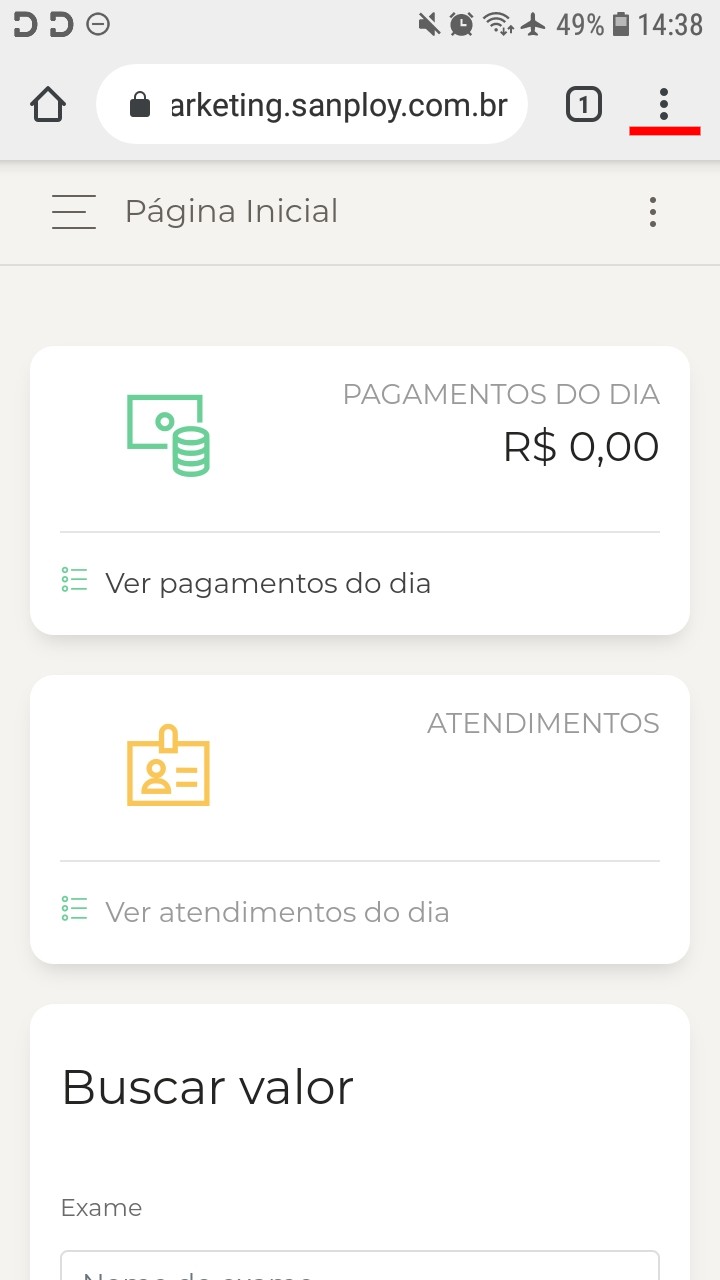 49% 14:38
arketing.sanploy.com.br 1
Página Inicial
PAGAMENTOS DO DIA
R$ 0,00
Ver pagamentos do dia
ATENDIMENTOS
Ver atendimentos do dia
Buscar valor
Exame